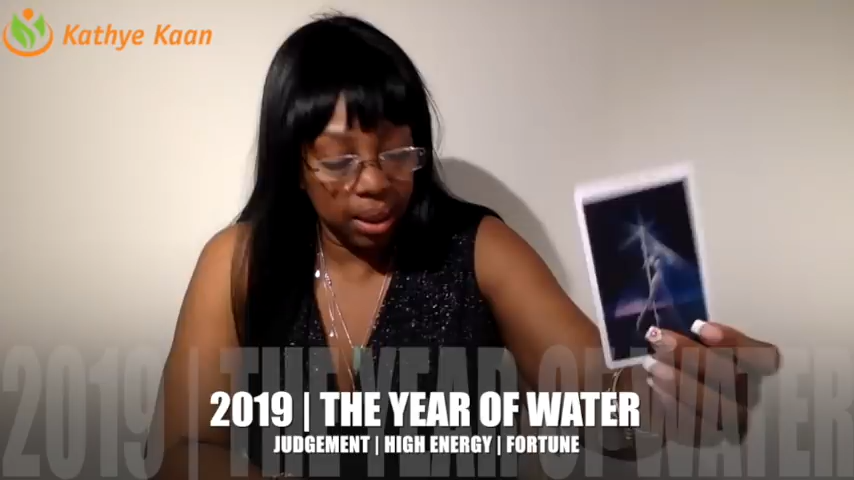 Kathye Kaan
2019 | THE YEAR OF WATER
2019 | THE YEAR OF WATER
JUDGEMENT | HIGH ENERGY | FORTUNE